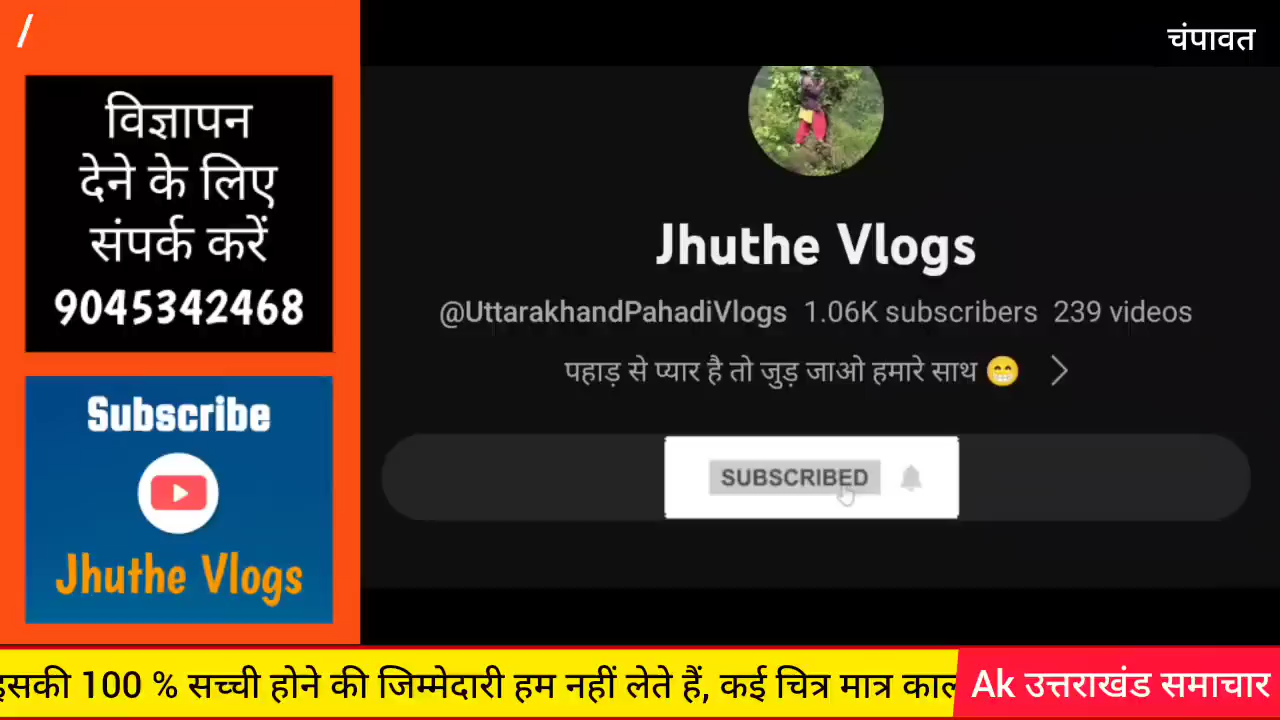 /
चंपावत
विज्ञापन
देने के लिए
संपर्क करें
9045342468
Subscribe
Jhuthe Vlogs
Jhuthe Vlogs
@UttarakhandPahadiVlogs 1.06K subscribers 239 videos
पहाड़ से प्यार है तो जुड़ जाओ हमारे साथ 😁 >
SUBSCRIBED
इसकी 100 % सच्ची होने की जिम्मेदारी हम नहीं लेते हैं, कई चित्र मात्र
Ak उत्तराखंड समाचार